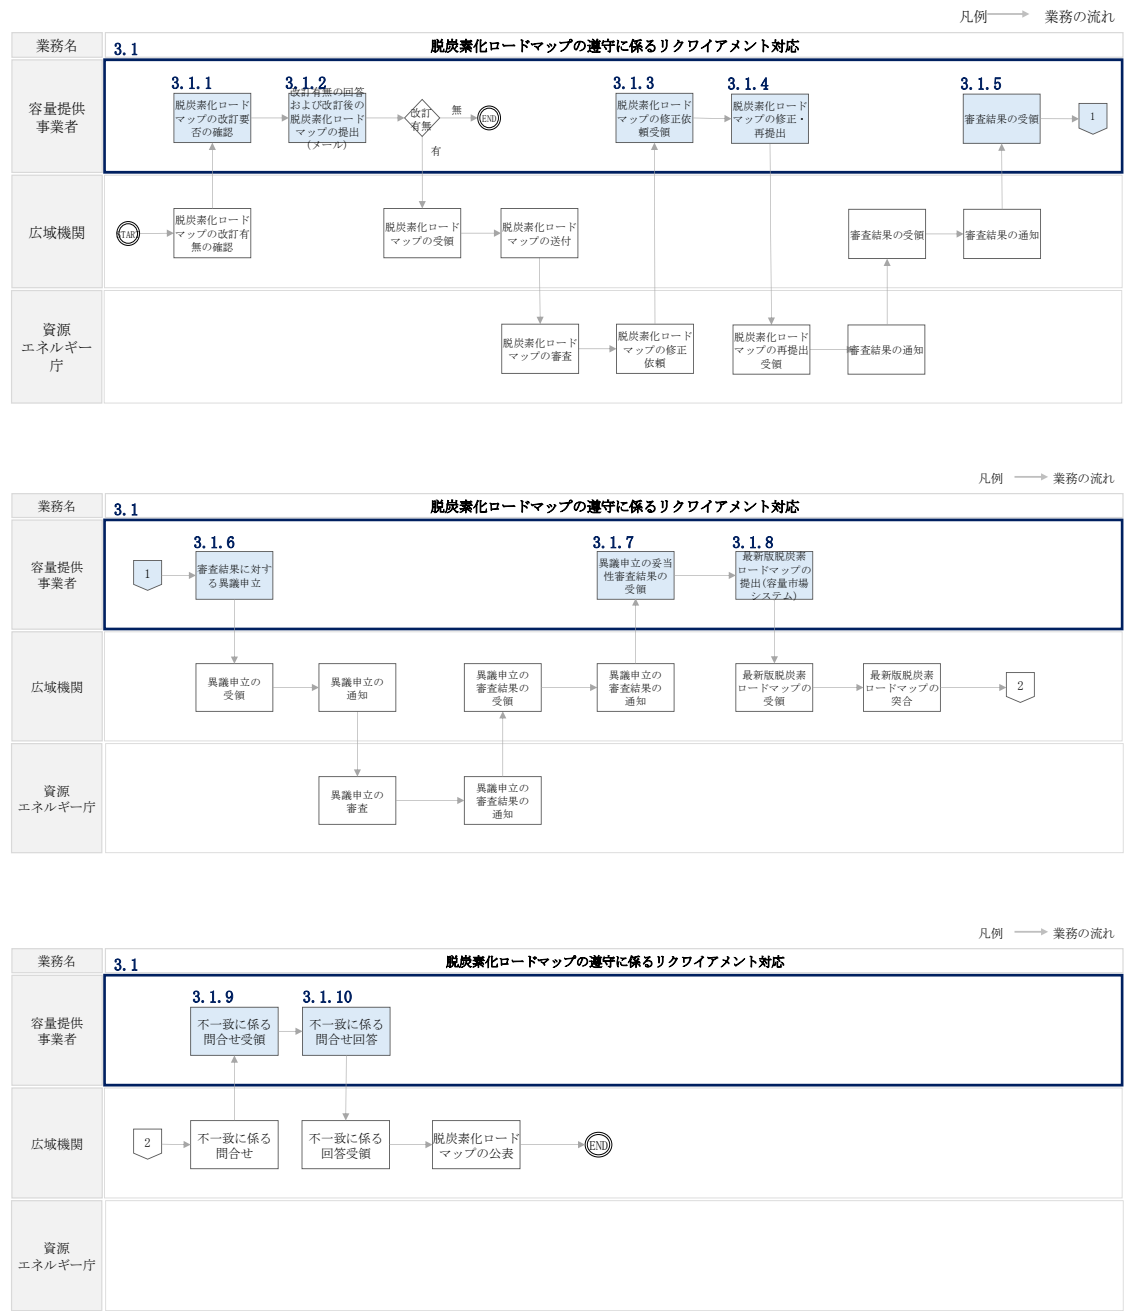 凡例 業務の流れ
業務名
3.1
脱炭素化ロードマップの遵守に係るリクワイアメント対応
容量提供
事業者
3.1.1
脱炭素化ロード
マップの改訂要
否の確認
3.1.2
改訂有無の回答
および改訂後の
脱炭素化ロード
マップの提出
(メール)
改訂
有無
無
END
有
3.1.3
脱炭素化ロード
マップの修正依
頼受領
3.1.4
脱炭素化ロード
マップの修正・
再提出
3.1.5
審査結果の受領
1
広域機関
START
脱炭素化ロード
マップの改訂有
無の確認
脱炭素化ロード
マップの受領
脱炭素化ロード
マップの送付
審査結果の受領
審査結果の通知
資源
エネルギー
庁
脱炭素化ロード
マップの審査
脱炭素化ロード
マップの修正
依頼
脱炭素化ロード
マップの再提出
受領
審査結果の通知
凡例 業務の流れ
業務名
3.1
脱炭素化ロードマップの遵守に係るリクワイアメント対応
容量提供
事業者
1
3.1.6
審査結果に対す
る異議申立
3.1.7
異議申立の妥当
性審査結果の
受領
3.1.8
最新版脱炭素
ロードマップの
提出(容量市場
システム)
広域機関
異議申立の
受領
異議申立の
通知
異議申立の
審査結果の
受領
異議申立の
審査結果の
通知
最新版脱炭素
ロードマップの
受領
最新版脱炭素
ロードマップの
突合
2
資源
エネルギー庁
異議申立の
審査
異議申立の
審査結果の
通知
凡例 業務の流れ
業務名
3.1
脱炭素化ロードマップの遵守に係るリクワイアメント対応
容量提供
事業者
3.1.9
不一致に係る
問合せ受領
3.1.10
不一致に係る
問合せ回答
広域機関
2
不一致に係る
問合せ
不一致に係る
回答受領
脱炭素化ロード
マップの公表
END
資源
エネルギー庁